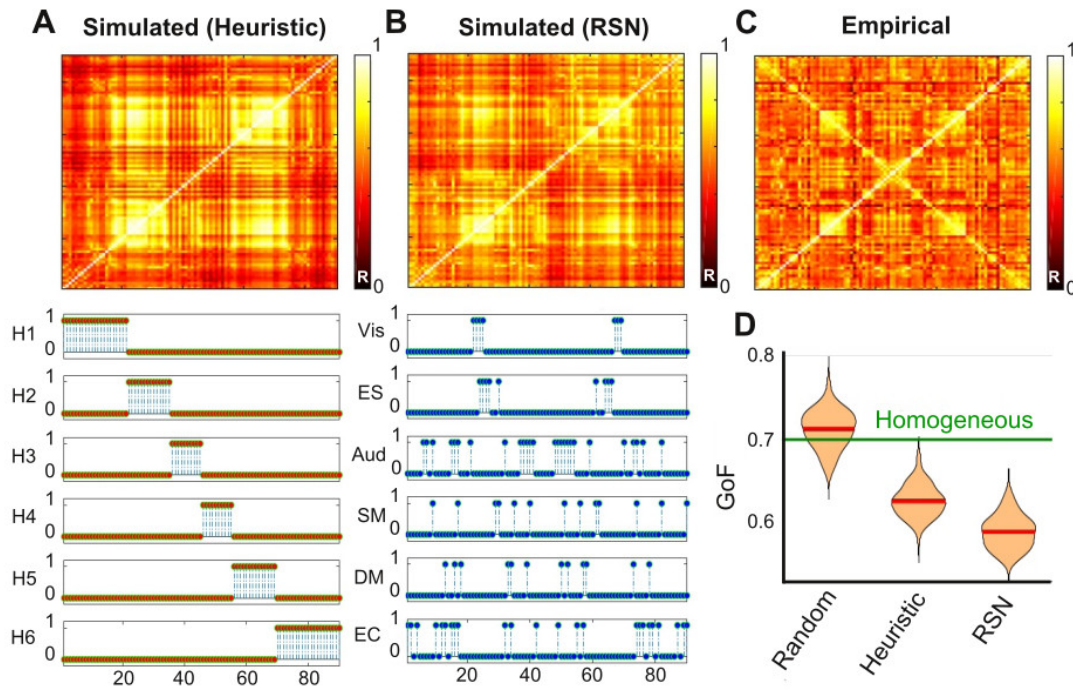 A Simulated (Heuristic)
B Simulated (RSN)
C Empirical
1
R 0
1
R 0
1
R 0
H1 1 0
H2 1 0
H3 1 0
H4 1 0
H5 1 0
H6 1 0
20 40 60 80
Vis 1 0
ES 1 0
Aud 1 0
SM 1 0
DM 1 0
EC 1 0
20 40 60 80
D
0.8
0.7
0.6
GoF
Homogeneous
Random
Heuristic
RSN